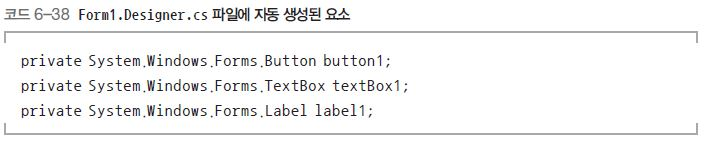 코드 6-38 Form1.Designer.cs 파일에 자동 생성된 요소
private System.Windows.Forms.Button button1;
private System.Windows.Forms.TextBox textBox1;
private System.Windows.Forms.Label label1;